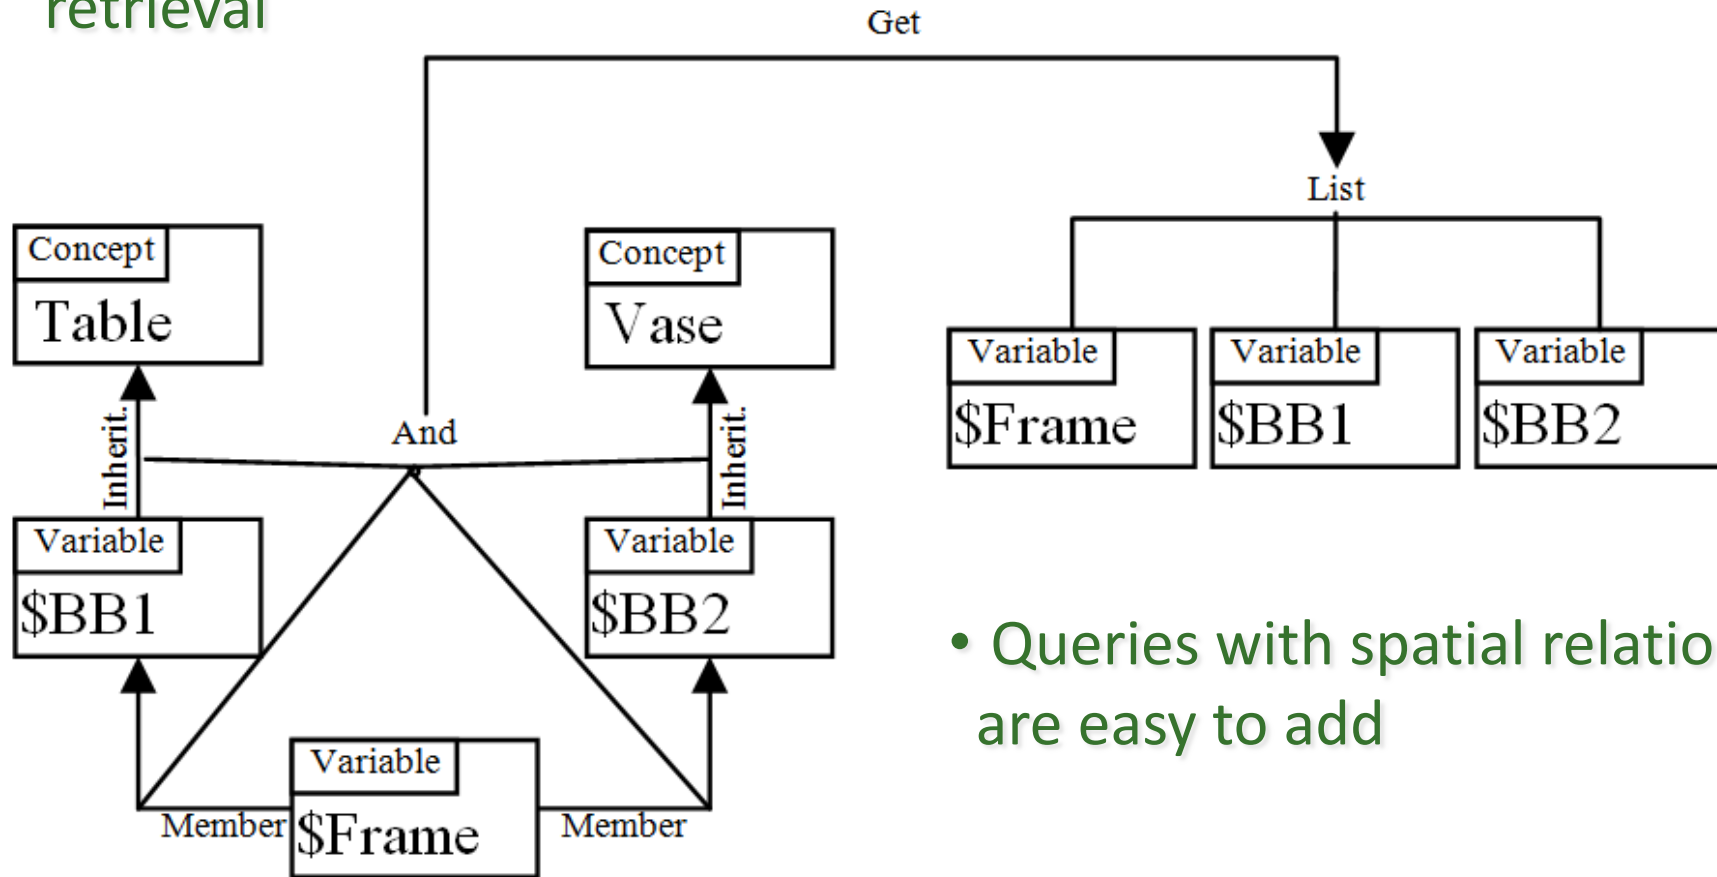 retrieval
Get
List
Concept
Table
Concept
Vase
Variable
$Frame
Variable
$BB1
Variable
$BB2
Inherit.
And
Inherit.
Variable
$BB1
Variable
$BB2
• Queries with spatial relatio
are easy to add
Variable
$Frame
Member
Member